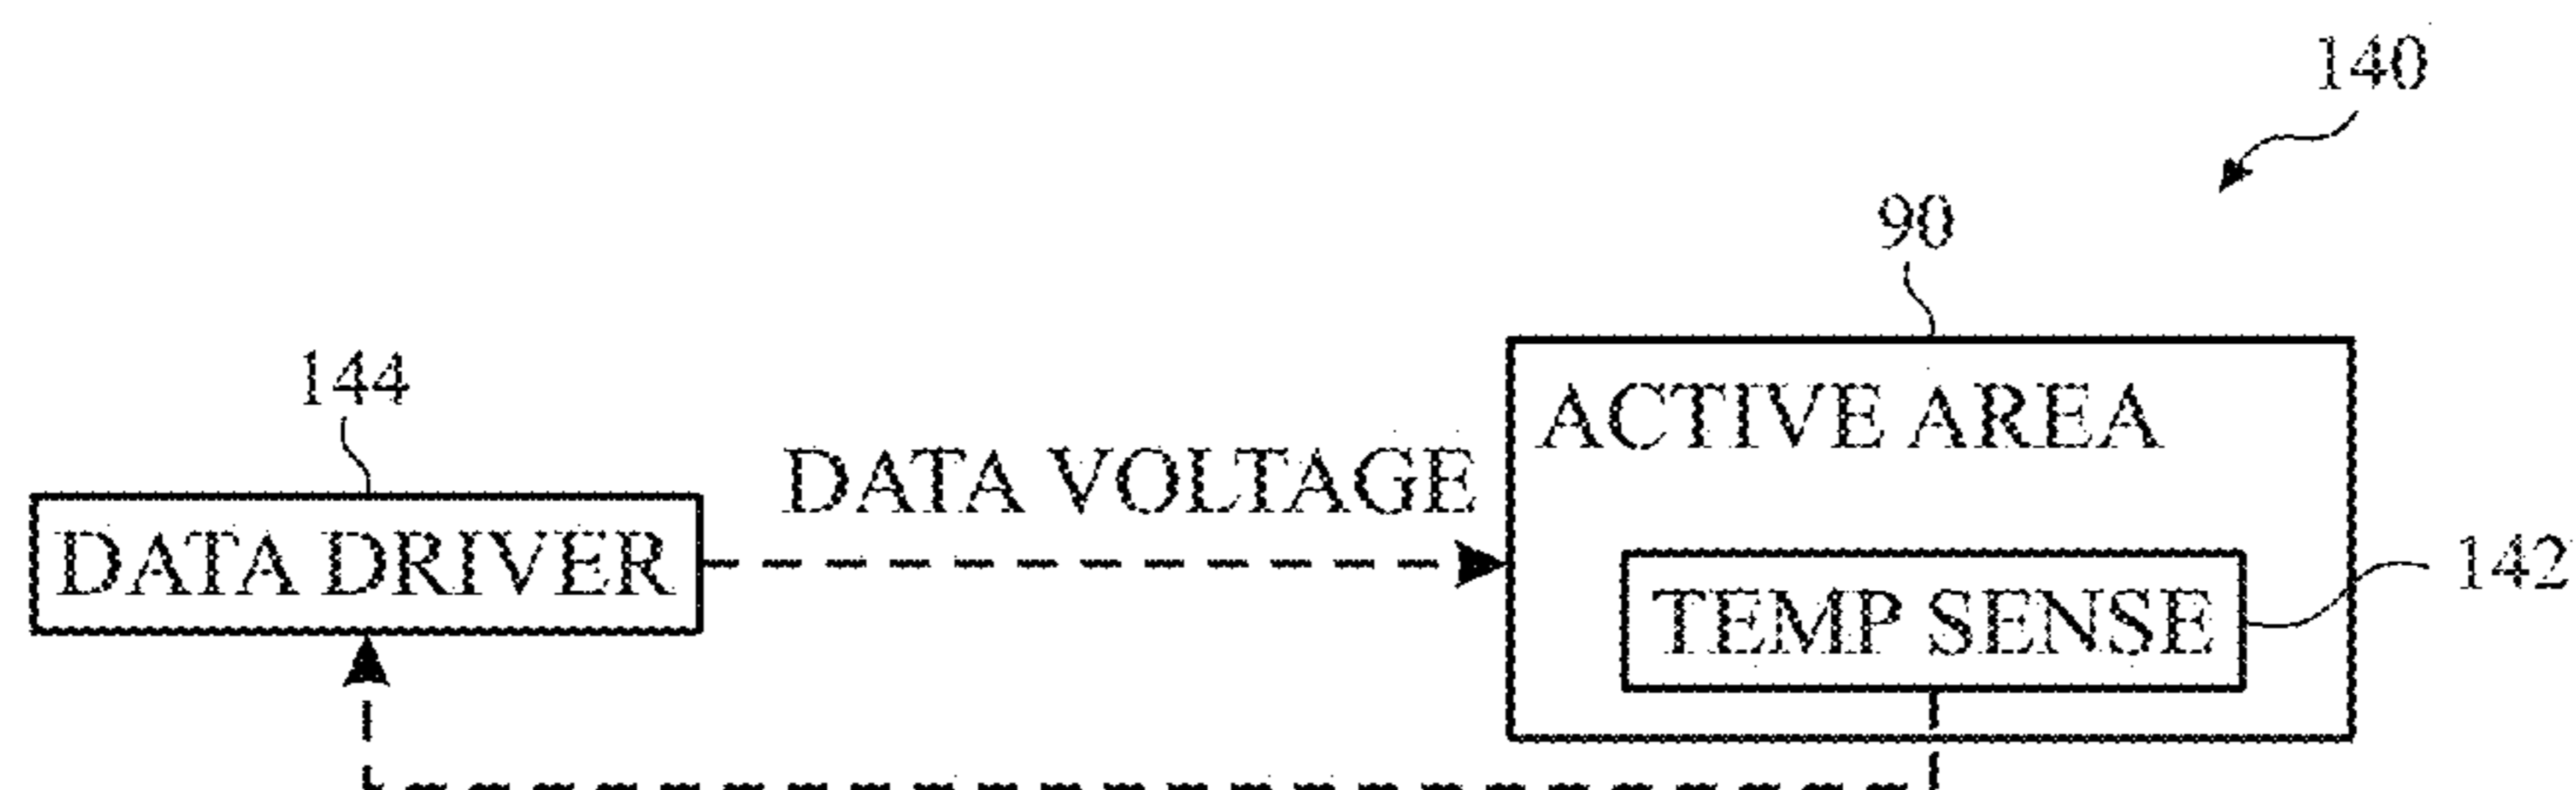 140
90
144
ACTIVE AREA
DATA VOLTAGE
DATA DRIVER
142
TEMP SENSE